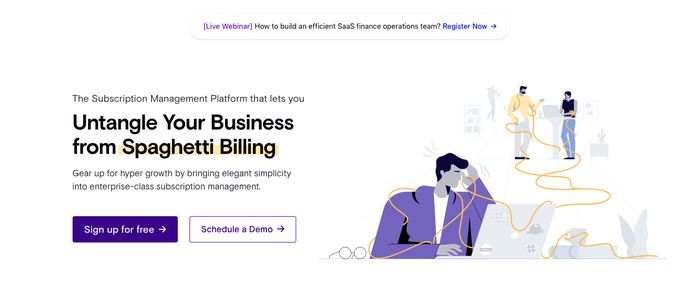 [Live Webinar] How to build an efficient SaaS finance operations team? Register Now →
The Subscription Management Platform that lets you
Untangle Your Business
from Spaghetti Billing
Gear up for hyper growth by bringing elegant simplicity
into enterprise-class subscription management.
Sign up for free →
Schedule a Demo →